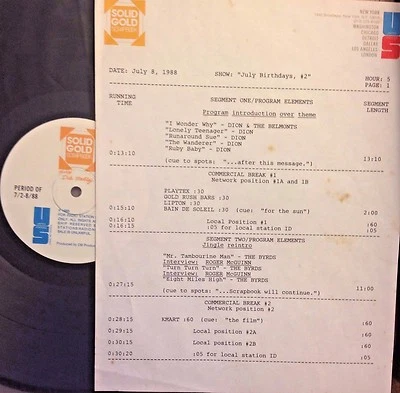 SOLID
GOLD
SCRAPBOOK
NEW YORK
WASHINGTON
CHICAGO
DETROIT
DALLAS
LOS ANGELES
LONDON
US
DATE: July 8, 1988 SHOW: "July Birthdays, #2" HOUR: 5
PAGE: 1
RUNNING SEGMENT ONE/PROGRAM ELEMENTS SEGMENT
TIME LENGTH
Program introduction over theme
"I Wonder Why" - DION & THE BELMONTS
"Lonely Teenager" - DION
"Runaround Sue" - DION
"The Wanderer" - DION
"Ruby Baby" - DION
0:13:10
(cue to spots: "...after this message.") 13:10
COMMERCIAL BREAK #1
Network position #1A and 1B
PLAYTEX :30
GOLD RUSH BARS :30
LIPTON :30
0:15:10 BAIN DE SOLEIL :30 (cue: "for the sun") 2:00
0:16:10 Local Position #1 :60
0:16:15 :05 for local station ID :05
SEGMENT TWO/PROGRAM ELEMENTS
Jingle reintro
"Mr. Tambourine Man" - THE BYRDS
Interview: ROGER McGUINN
"Turn Turn Turn" - THE BYRDS
Interview: ROGER McGUINN
"Eight Miles High" - THE BYRDS
0:27:15 (cue to spots: "...Scrapbook will continue.") 11:00
COMMERCIAL BREAK #2
Network position #2
0:28:15 KMART :60 (cue: "the film") :60
0:29:15 Local position #2A :60
0:30:15 Local position #2B :60
0:30:20 :05 for local station ID :05
SOLID
GOLD
SCRAPBOOK
PERIOD OF
7/2-8/88
US